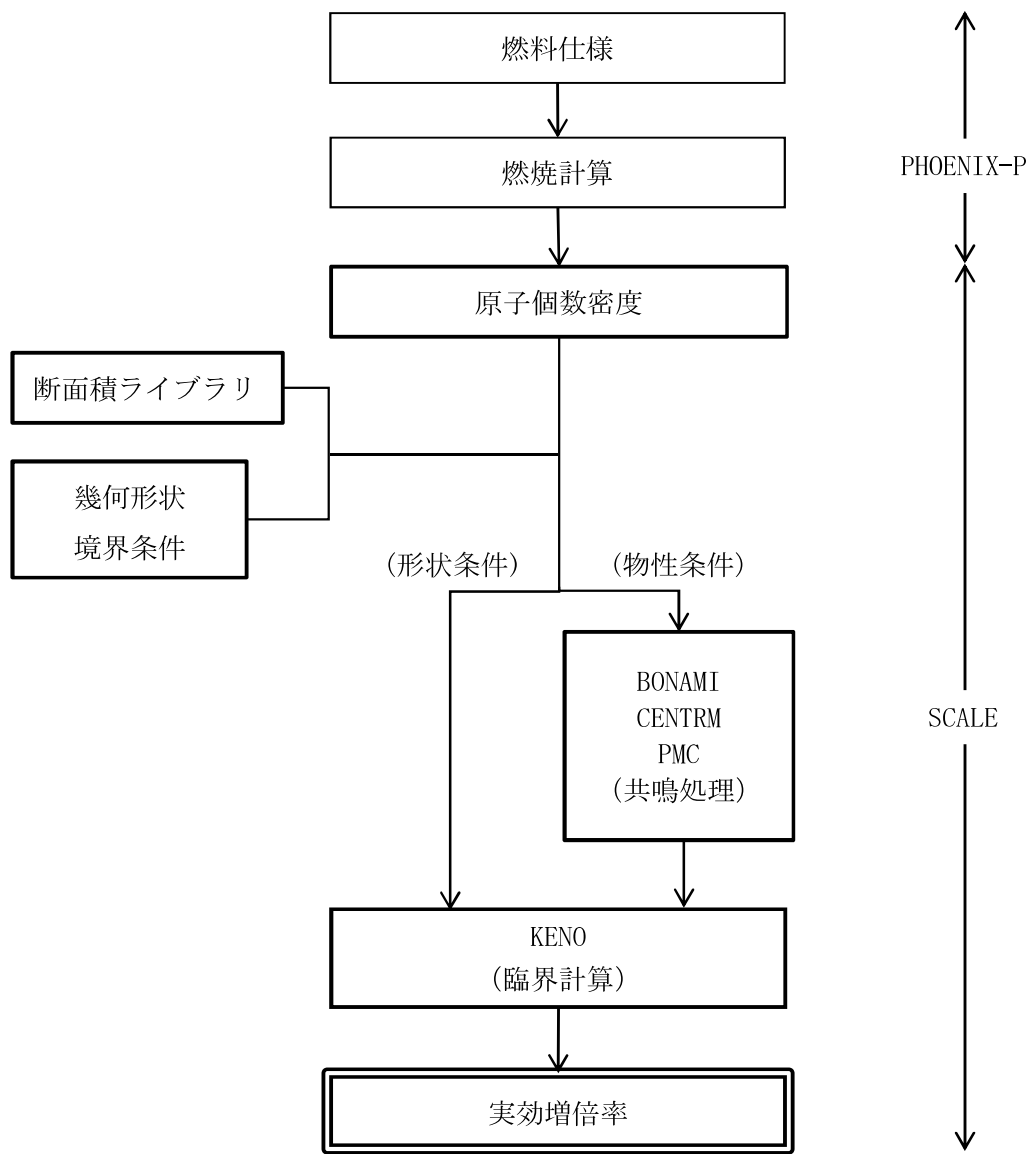 燃料仕様
燃焼計算
PHOENIX-P
原子個数密度
断面積ライブラリ
幾何形状
境界条件
(形状条件)
(物性条件)
BONAMI
CENTRM
PMC
(共鳴処理)
SCALE
KENO
(臨界計算)
実効増倍率